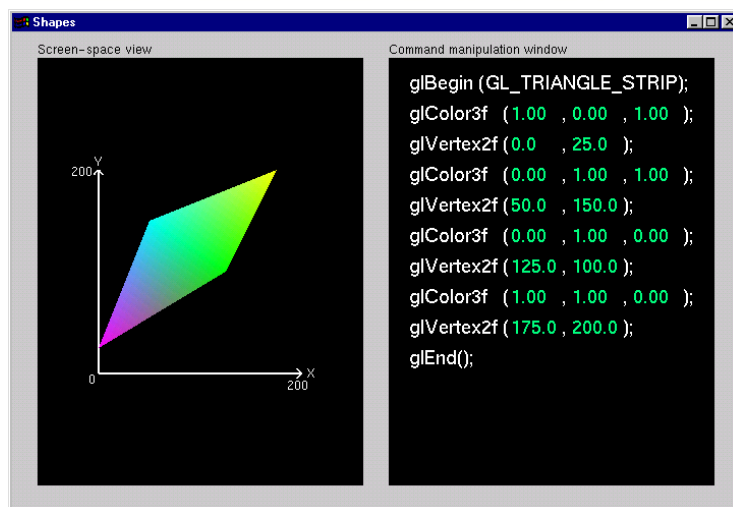 Shapes
Screen-space view
Y
200
0
X
200
Command manipulation window
glBegin (GL_TRIANGLE_STRIP);
glColor3f (1.00 , 0.00 , 1.00 );
glVertex2f (0.0 , 25.0 );
glColor3f (0.00 , 1.00 , 1.00 );
glVertex2f (50.0 , 150.0 );
glColor3f (0.00 , 1.00 , 0.00 );
glVertex2f (125.0 , 100.0 );
glColor3f (1.00 , 1.00 , 0.00 );
glVertex2f (175.0 , 200.0 );
glEnd();